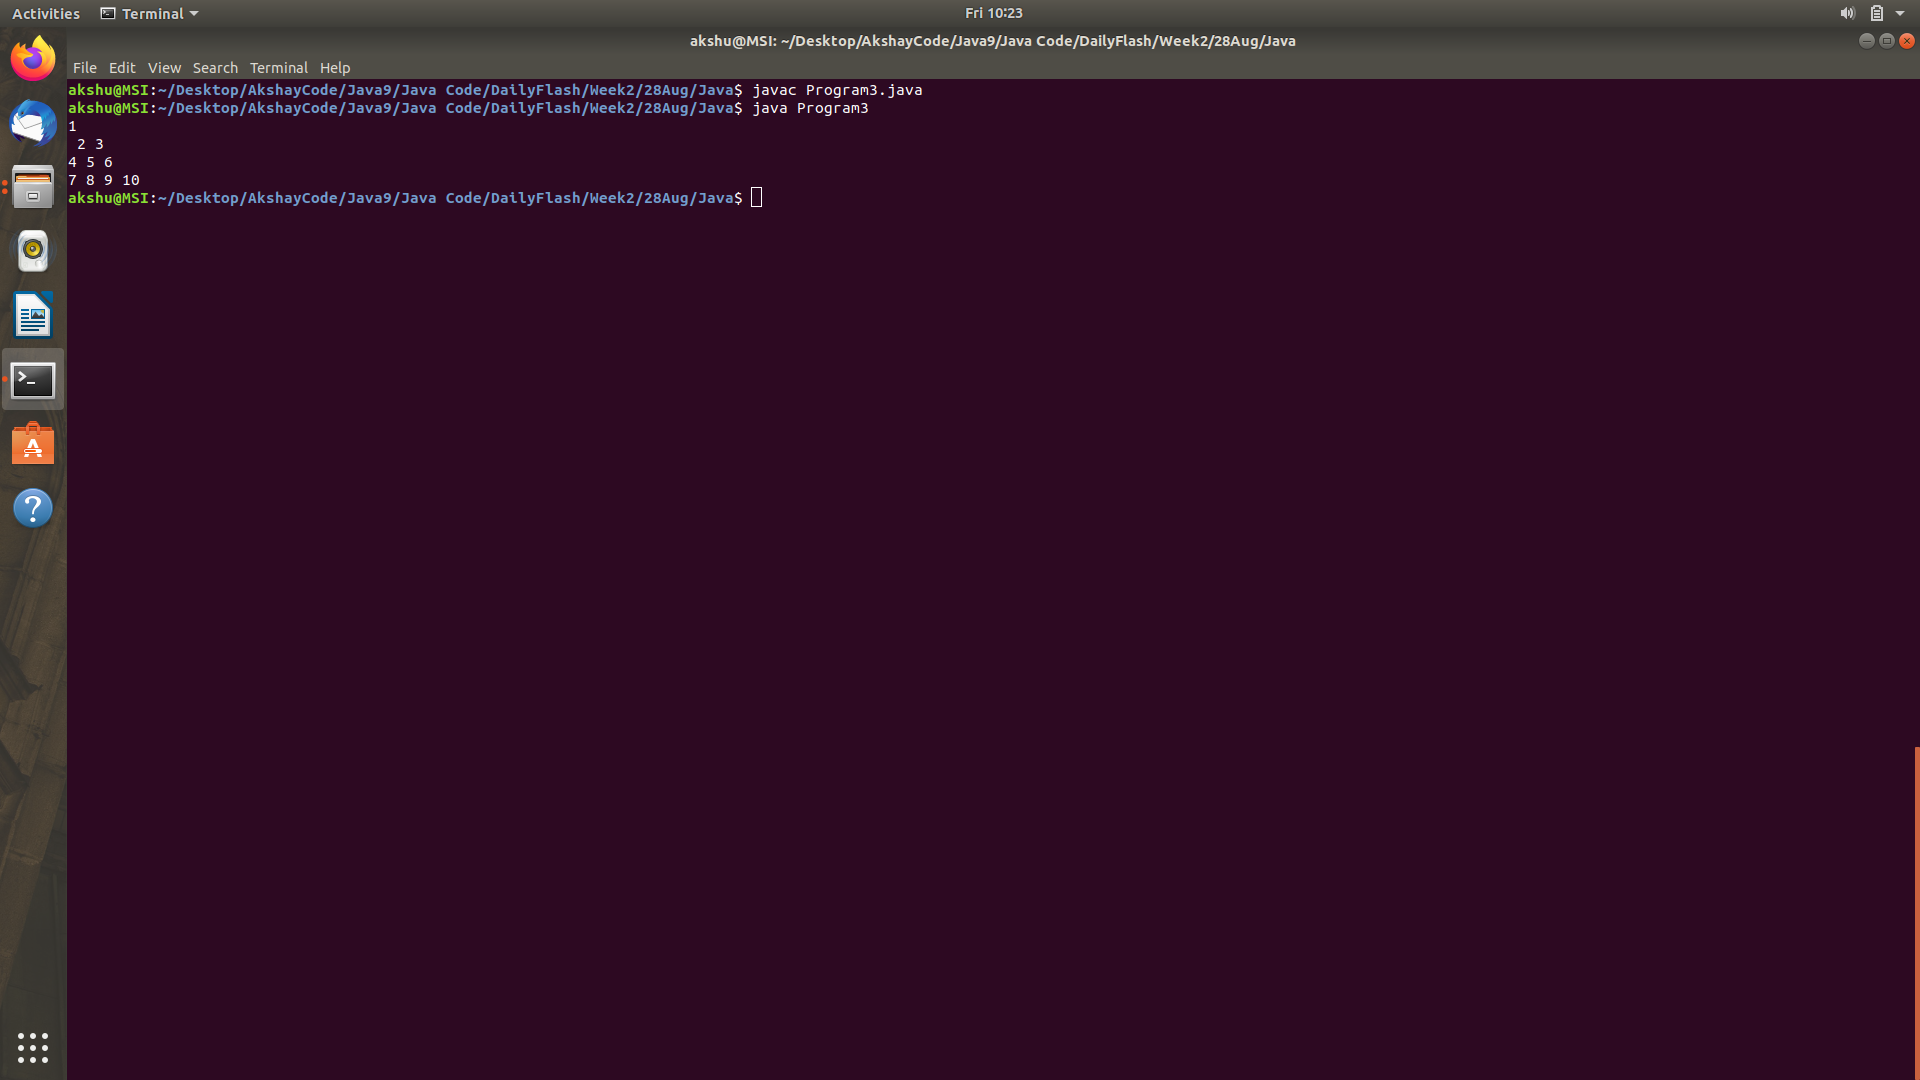 Activities Terminal Fri 10:23
akshu@MSI: ~/Desktop/AkshayCode/Java9/Java Code/DailyFlash/Week2/28Aug/Java
File Edit View Search Terminal Help
akshu@MSI:~/Desktop/AkshayCode/Java9/Java Code/DailyFlash/Week2/28Aug/Java$ javac Program3.java
akshu@MSI:~/Desktop/AkshayCode/Java9/Java Code/DailyFlash/Week2/28Aug/Java$ java Program3
1
 2 3
4 5 6
7 8 9 10
akshu@MSI:~/Desktop/AkshayCode/Java9/Java Code/DailyFlash/Week2/28Aug/Java$